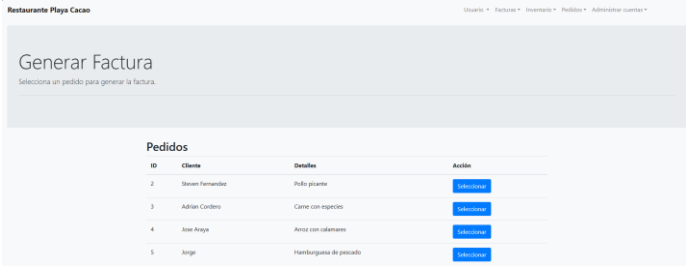 Restaurante Playa Cacao Usuario Facturas Inventario Pedidos Administrar cuentas
Generar Factura
Selecciona un pedido para generar la factura.
Pedidos
ID Cliente Detalles Acción
2 Steven Fernandez Pollo picante Seleccionar
3 Adrian Cordero Carne con especies Seleccionar
4 Jose Araya Arroz con calamares Seleccionar
5 Jorge Hamburguesa de pescado Seleccionar